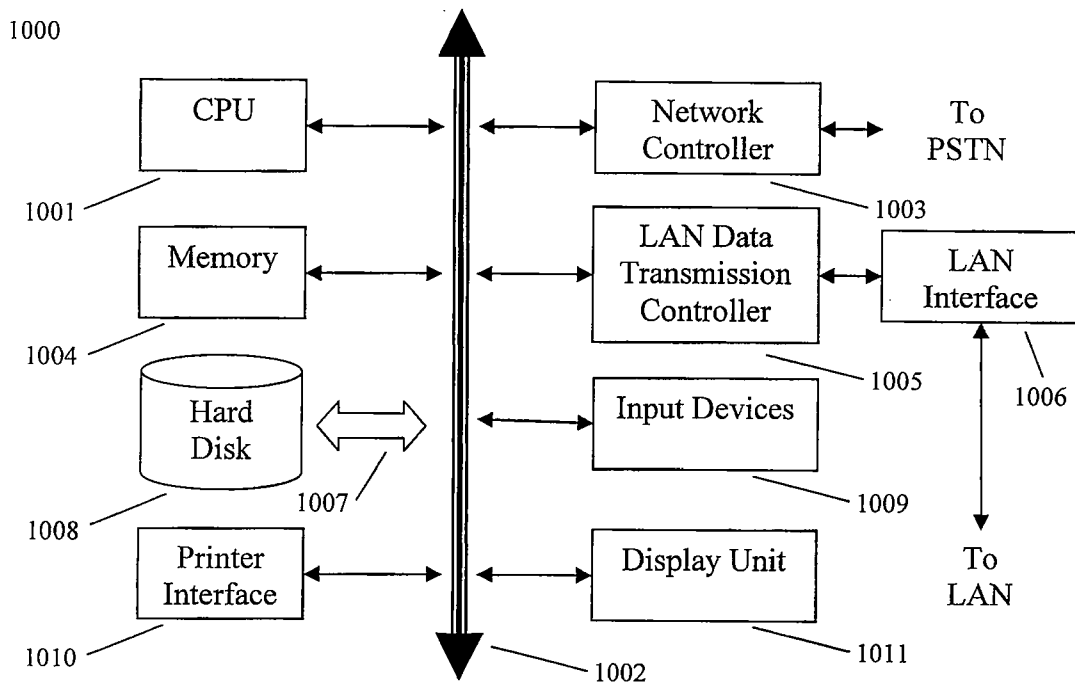 1000
CPU
1001
Network
Controller
1003
To
PSTN
Memory
1004
LAN Data
Transmission
Controller
1005
LAN
Interface
1006
Hard
Disk
1008
1007
Input Devices
1009
To
LAN
Printer
Interface
1010
Display Unit
1011
1002